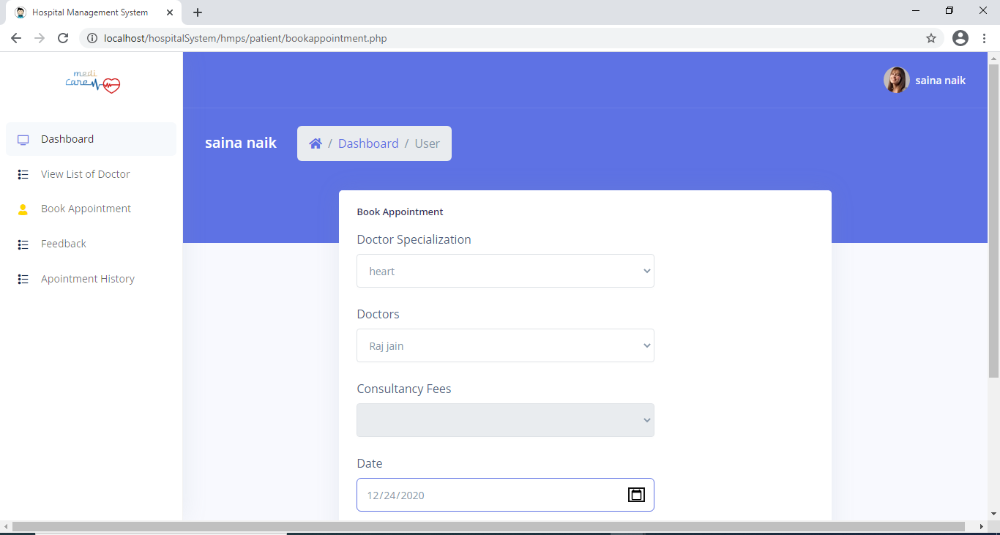 Hospital Management System
localhost/hospitalSystem/hmps/patient/bookappointment.php
medi
care
saina naik
Dashboard
View List of Doctor
Book Appointment
Feedback
Apointment History
saina naik
/ Dashboard / User
Book Appointment
Doctor Specialization
heart
Doctors
Raj jain
Consultancy Fees
Date
12/24/2020